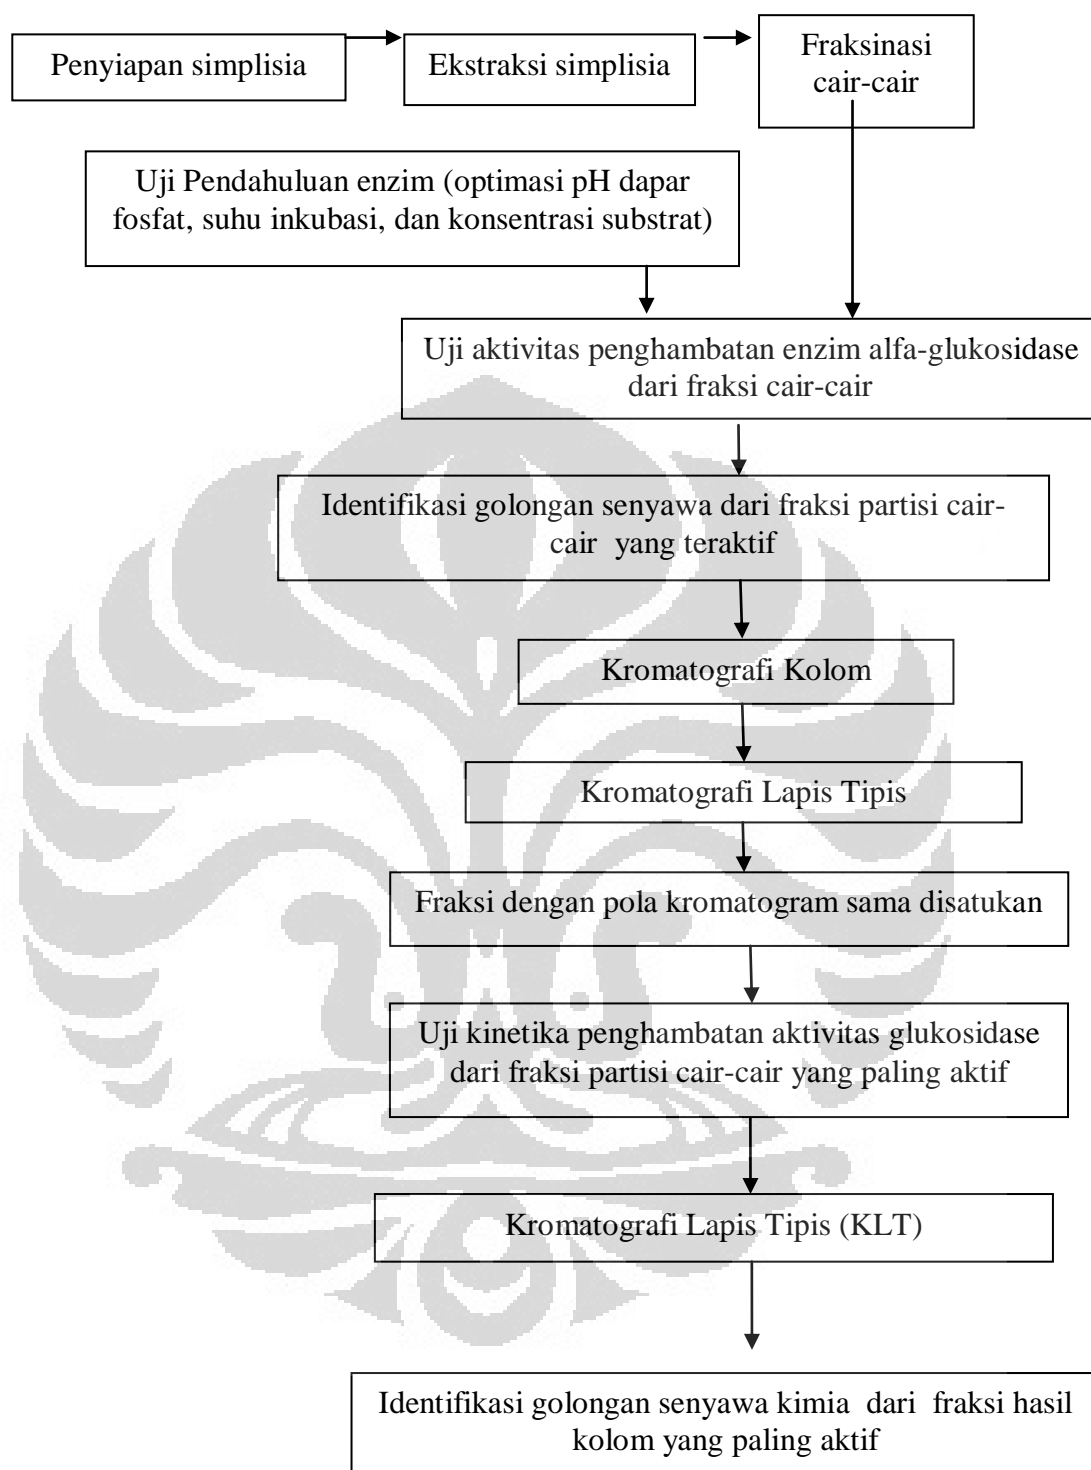 Penyiapan simplisia
Ekstraksi simplisia
Fraksinasi
cair-cair
Uji Pendahuluan enzim (optimasi pH dapar
fosfat, suhu inkubasi, dan konsentrasi substrat)
Uji aktivitas penghambatan enzim alfa-glukosidase
dari fraksi cair-cair
Identifikasi golongan senyawa dari fraksi partisi cair-
cair yang teraktif
Kromatografi Kolom
Kromatografi Lapis Tipis
Fraksi dengan pola kromatogram sama disatukan
Uji kinetika penghambatan aktivitas glukosidase
dari fraksi partisi cair-cair yang paling aktif
Kromatografi Lapis Tipis (KLT)
Identifikasi golongan senyawa kimia dari fraksi hasil
kolom yang paling aktif